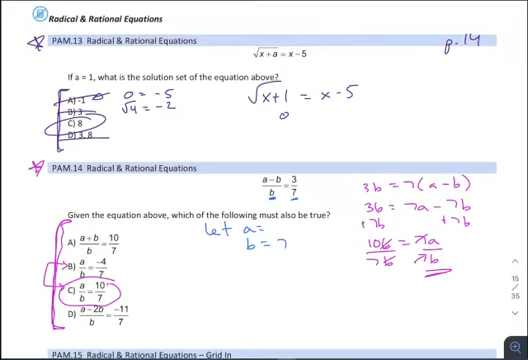 Radical & Rational Equations
p.14
PAM.13 Radical & Rational Equations
√x+a = x−5
If a = 1, what is the solution set of the equation above?
A) -1
B) 3
C) 8
D) 3, 8
0 = -5
√4 = -2
√x+1 = x-5
0
PAM.14 Radical & Rational Equations
a−b/b = 3/7
Given the equation above, which of the following must also be true?
A) a+b/b = 10/7
B) a/b = −4/7
C) a/b = 10/7
D) a−2b/b = −11/7
Let a=
b = 7
3b = 7(a-b)
3b = 7a - 7b
+7b +7b
10b/7b = 7a/7b
15
35
PAM.15 Radical & Rational Equations – Grid In